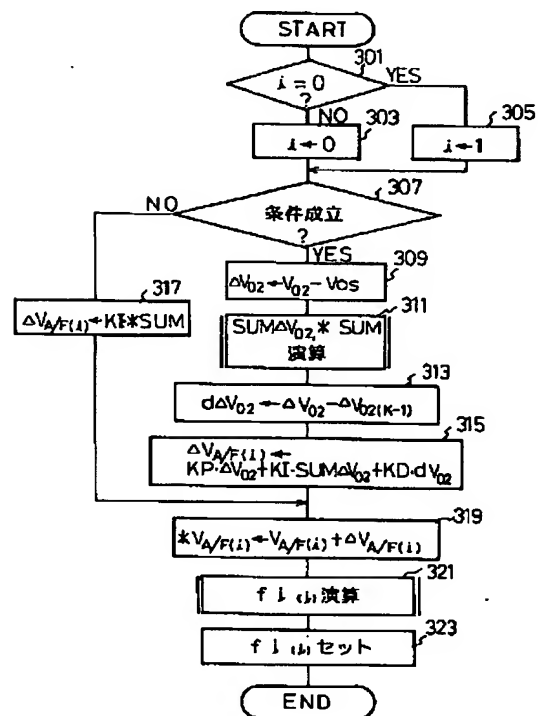 START
301
i = 0
?
YES
NO
303
305
i ← 0
i ← 1
307
NO
条件成立
?
YES
309
ΔV02 ← V02 − VOS
317
ΔVA/F(i) ← KI*SUM
311
SUMΔV02, * SUM
演算
313
dΔV02 ← ΔV02 − ΔV02(K-1)
315
ΔVA/F(i) ←
KP·ΔV02+KI·SUMΔV02+KD·dV02
319
*VA/F(i) ← VA/F(i) + ΔVA/F(i)
321
演算
323
セット
END